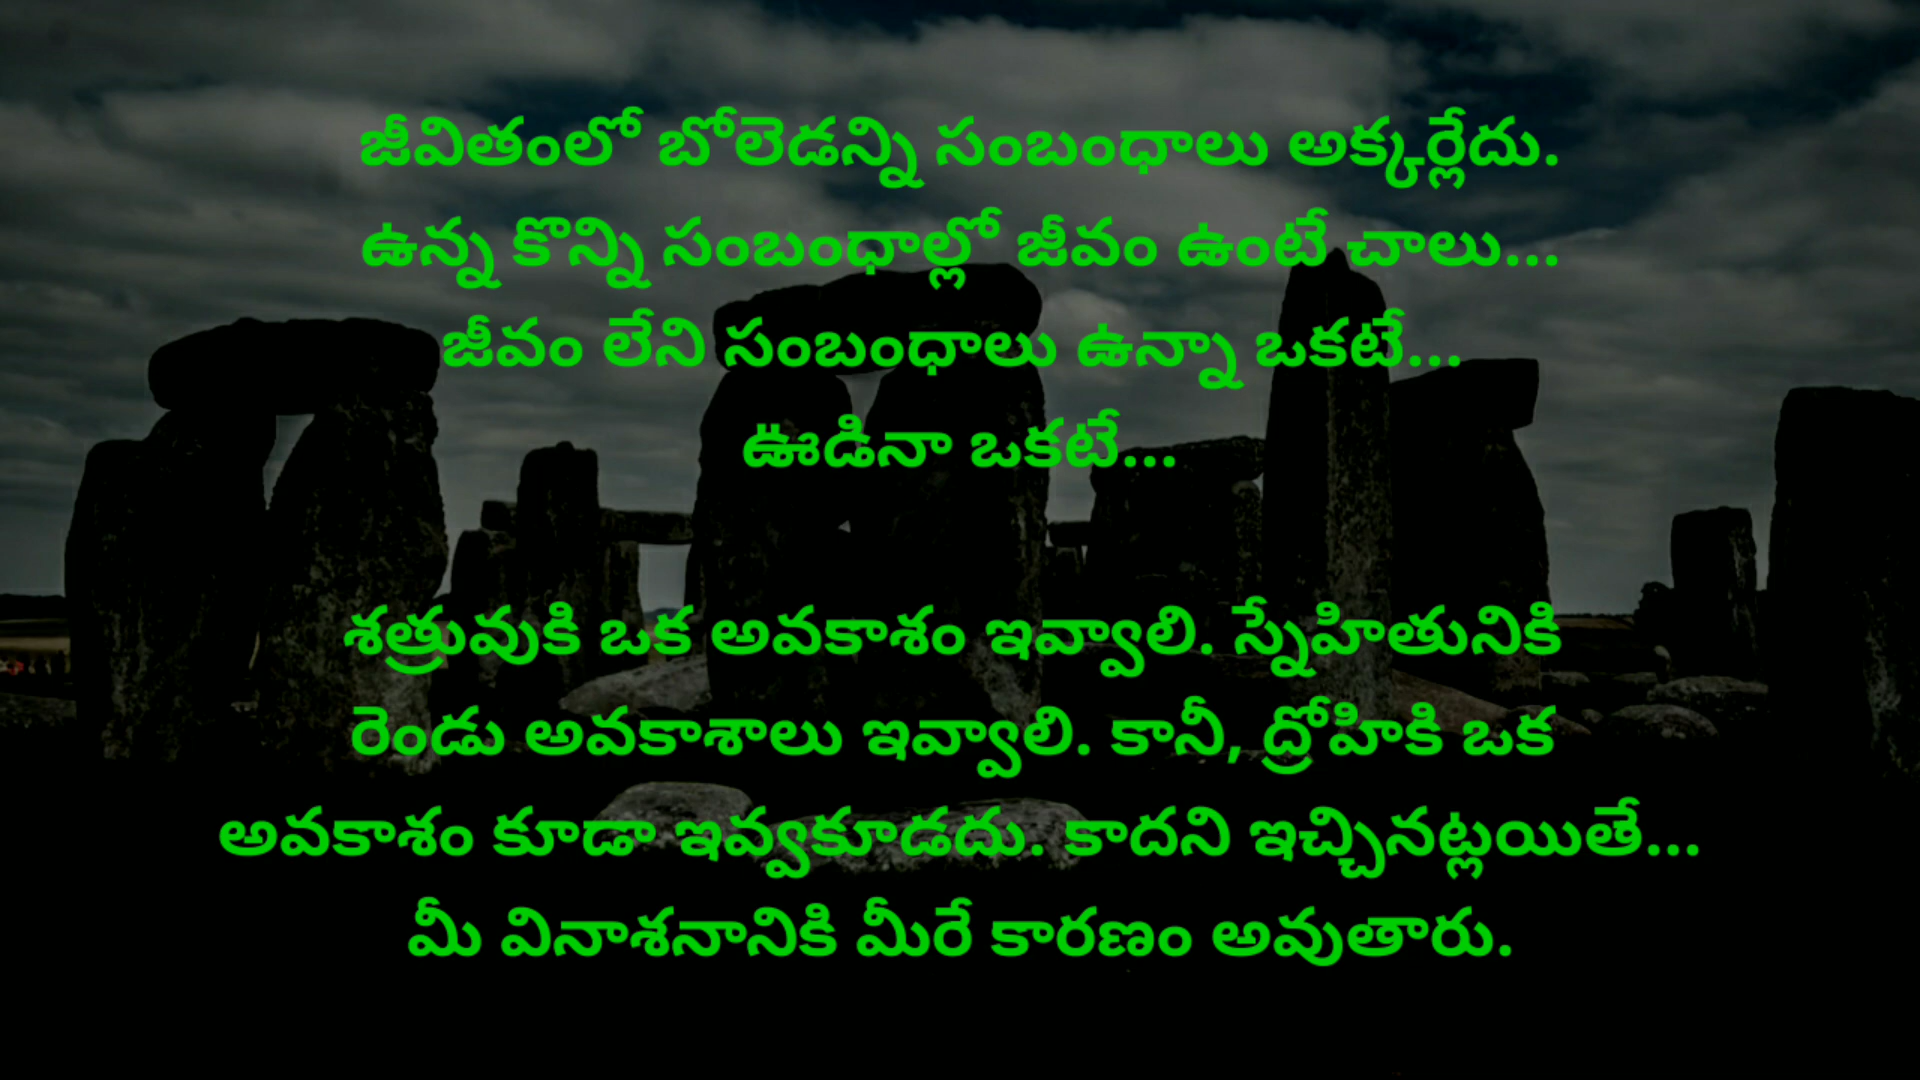 జీవితంలో బోలెడన్ని సంబంధాలు అక్కర్లేదు.
ఉన్న కొన్ని సంబంధాల్లో జీవం ఉంటే చాలు...
జీవం లేని సంబంధాలు ఉన్నా ఒకటే...
ఊడినా ఒకటే...
శత్రువుకి ఒక అవకాశం ఇవ్వాలి. స్నేహితునికి
రెండు అవకాశాలు ఇవ్వాలి. కానీ, ద్రోహికి ఒక
అవకాశం కూడా ఇవ్వకూడదు. కాదని ఇచ్చినట్లయితే...
మీ వినాశనానికి మీరే కారణం అవుతారు.